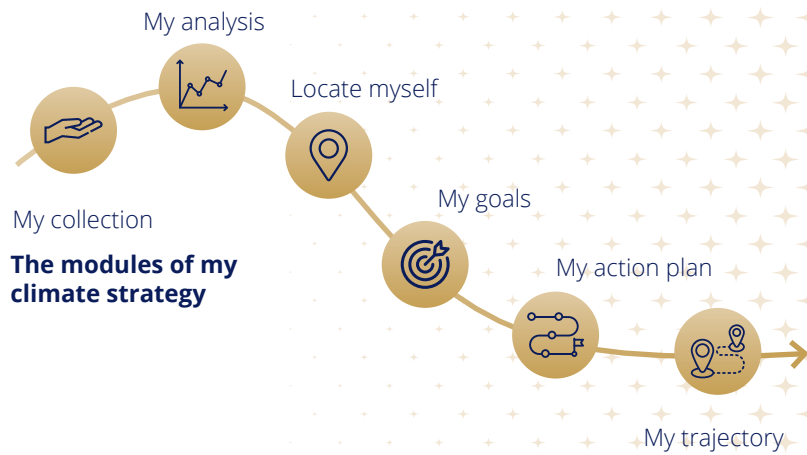 My analysis
Locate myself
My goals
My collection
The modules of my
climate strategy
My action plan
My trajectory